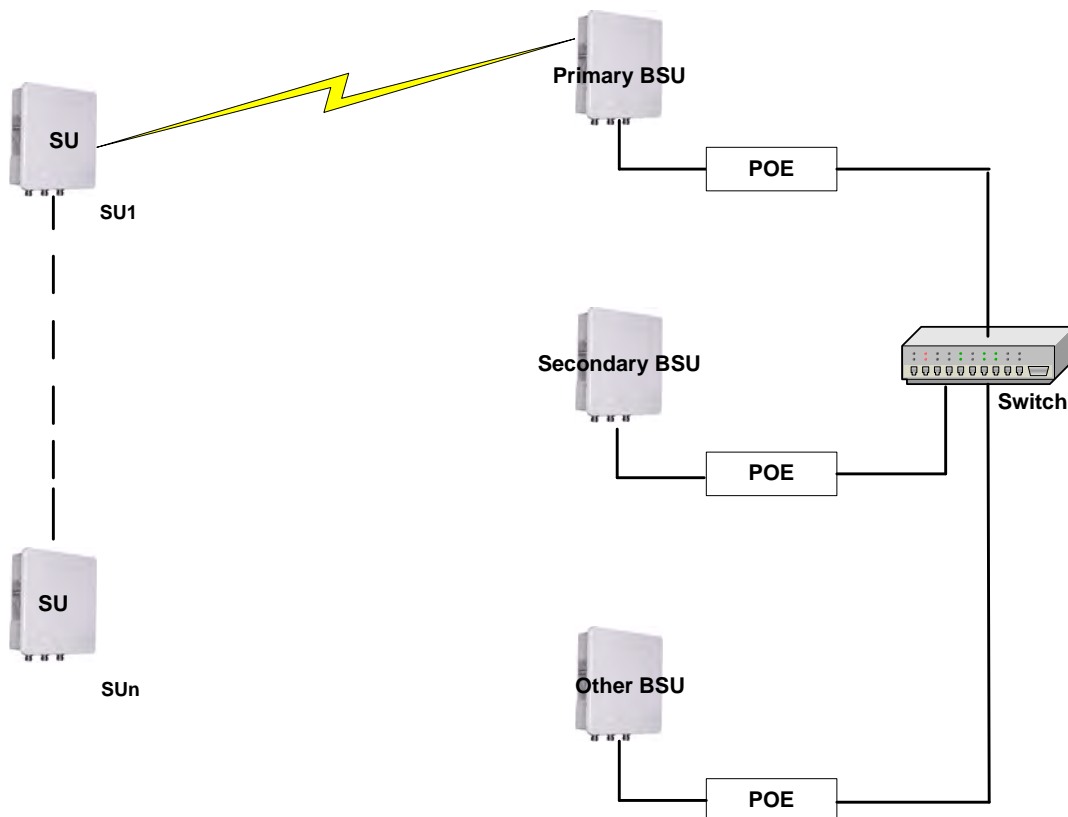 Primary BSU
SU
POE
SU1
Secondary BSU
Switch
POE
SU
Other BSU
SUn
POE